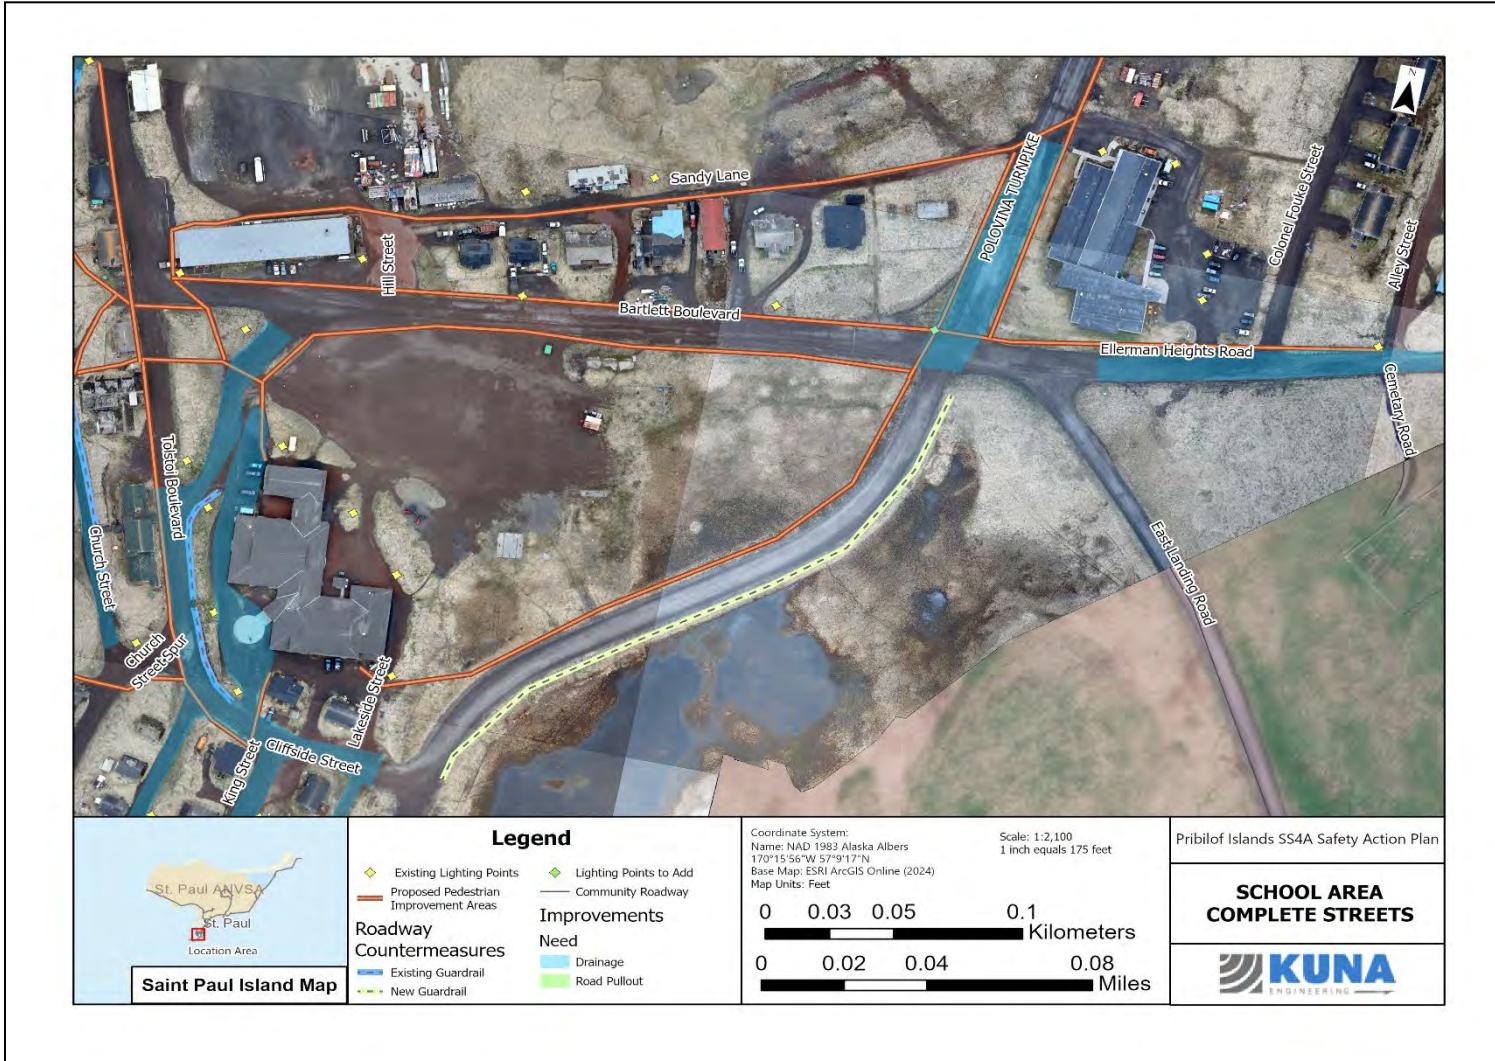 Sandy Lane
POLOVINA TURNPIKE
Colonel Fouke Street
Alley Street
Hill Street
Bartlett Boulevard
Ellerman Heights Road
Cemetary Road
Tolstoi Boulevard
Church Street
East Landing Road
Church
Street Spur
Lakeside Street
King Street
Cliffside Street
N
St. Paul ANVSA
St. Paul
Location Area
Saint Paul Island Map
Legend
Existing Lighting Points
Proposed Pedestrian
Improvement Areas
Roadway
Countermeasures
Existing Guardrail
New Guardrail
Lighting Points to Add
Community Roadway
Improvements
Need
Drainage
Road Pullout
Coordinate System:
Name: NAD 1983 Alaska Albers
170°15'56"W 57°9'17"N
Base Map: ESRI ArcGIS Online (2024)
Map Units: Feet
Scale: 1:2,100
1 inch equals 175 feet
0 0.03 0.05 0.1
Kilometers
0 0.02 0.04 0.08
Miles
Pribilof Islands SS4A Safety Action Plan
SCHOOL AREA
COMPLETE STREETS
KUNA
ENGINEERING